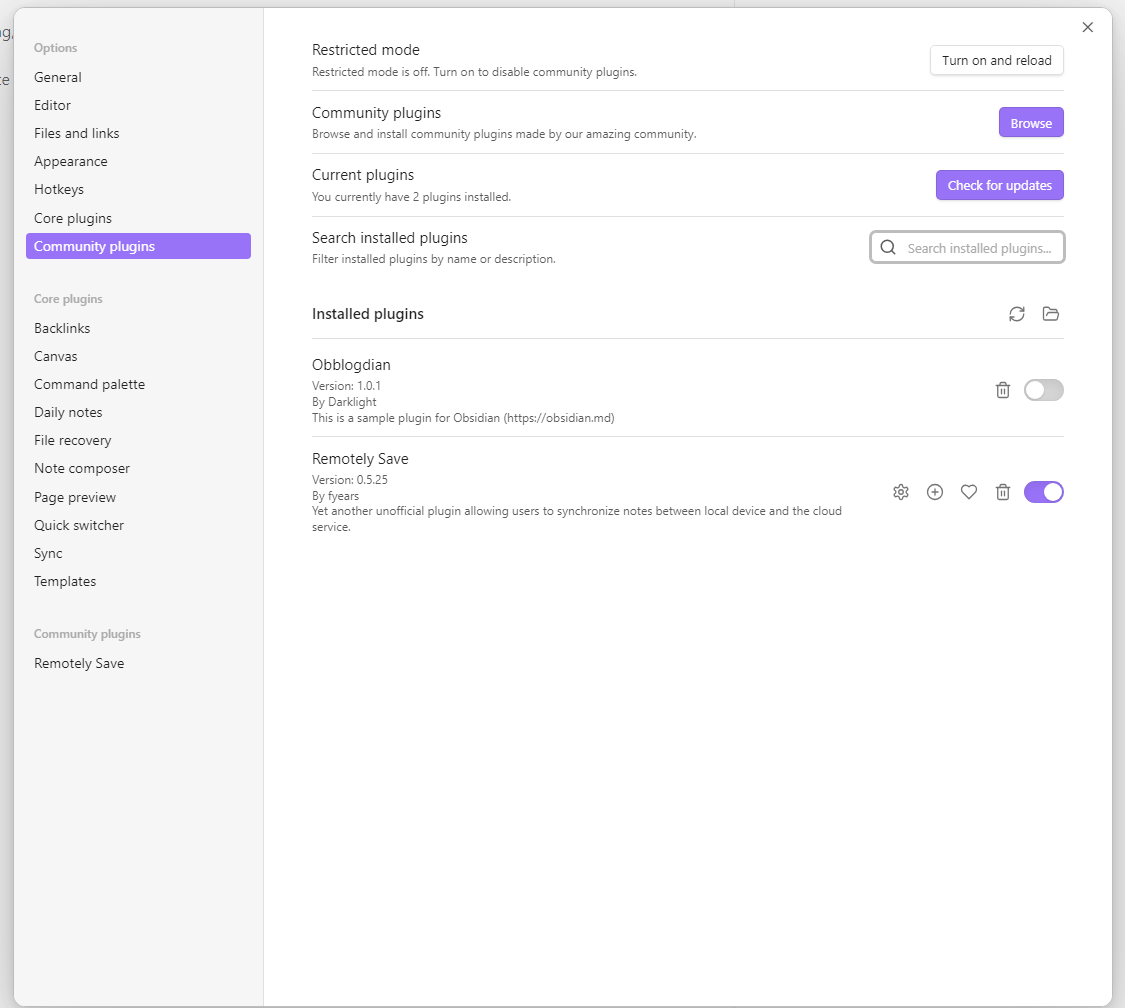 Options
General
Editor
Files and links
Appearance
Hotkeys
Core plugins
Community plugins
Core plugins
Backlinks
Canvas
Command palette
Daily notes
File recovery
Note composer
Page preview
Quick switcher
Sync
Templates
Community plugins
Remotely Save
Restricted mode
Restricted mode is off. Turn on to disable community plugins.
Turn on and reload
Community plugins
Browse and install community plugins made by our amazing community.
Browse
Current plugins
You currently have 2 plugins installed.
Check for updates
Search installed plugins
Filter installed plugins by name or description.
Search installed plugins...
Installed plugins
Obblogdian
Version: 1.0.1
By Darklight
This is a sample plugin for Obsidian (https://obsidian.md)
Remotely Save
Version: 0.5.25
By fyears
Yet another unofficial plugin allowing users to synchronize notes between local device and the cloud
service.